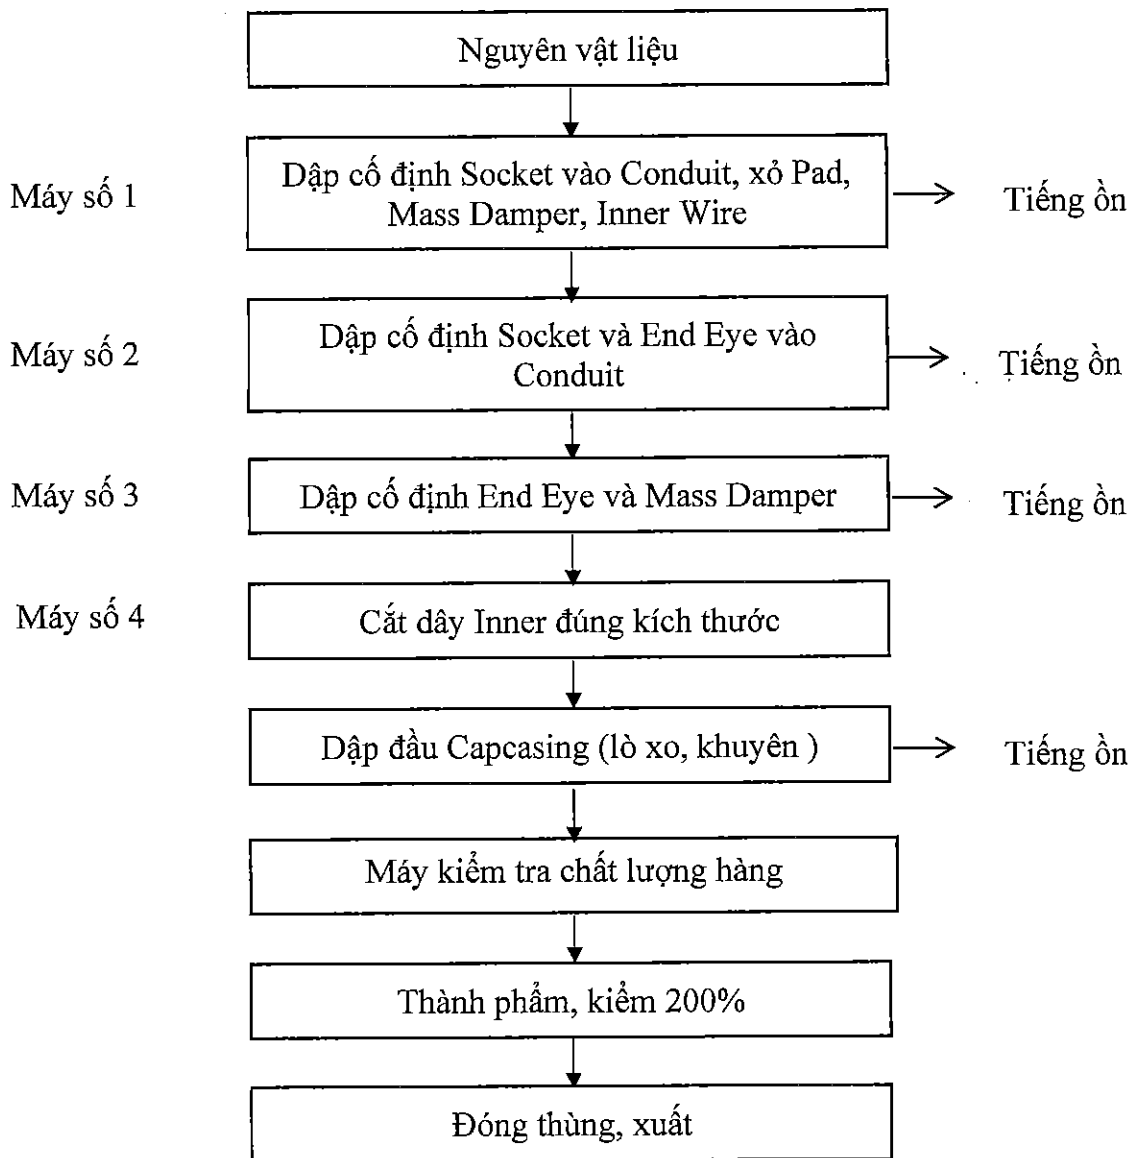 Nguyên vật liệu
Máy số 1
Dập cố định Socket vào Conduit, xỏ Pad,
Mass Damper, Inner Wire
Tiếng ồn
Máy số 2
Dập cố định Socket và End Eye vào
Conduit
Tiếng ồn
Máy số 3
Dập cố định End Eye và Mass Damper
Tiếng ồn
Máy số 4
Cắt dây Inner đúng kích thước
Dập đầu Capcasing (lò xo, khuyên )
Tiếng ồn
Máy kiểm tra chất lượng hàng
Thành phẩm, kiểm 200%
Đóng thùng, xuất